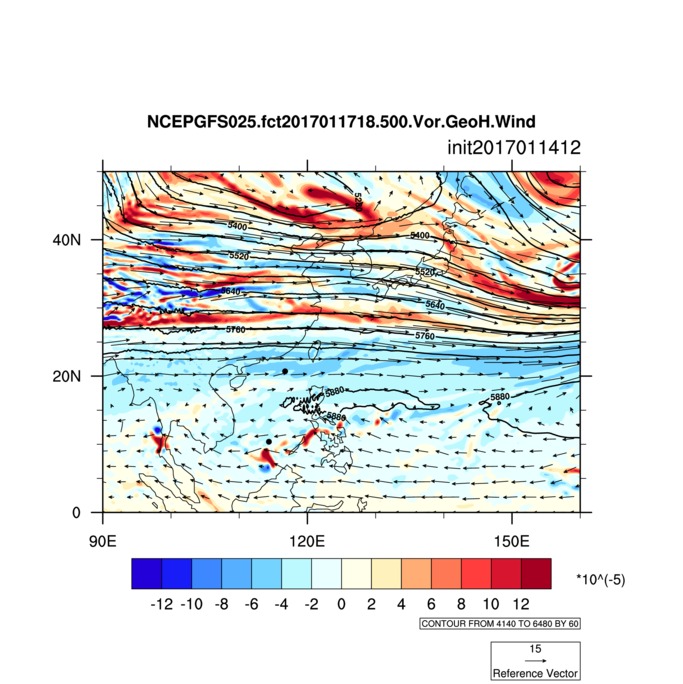 NCEPGFS025.fct2017011718.500.Vor.GeoH.Wind
init2017011412
5400
5400
40N
5520
5520
5640
5640
5760
5760
20N
5880
5880
5880
0
90E 120E 150E
-12 -10 -8 -6 -4 -2 0 2 4 6 8 10 12
*10^(-5)
CONTOUR FROM 4140 TO 6480 BY 60
15
Reference Vector